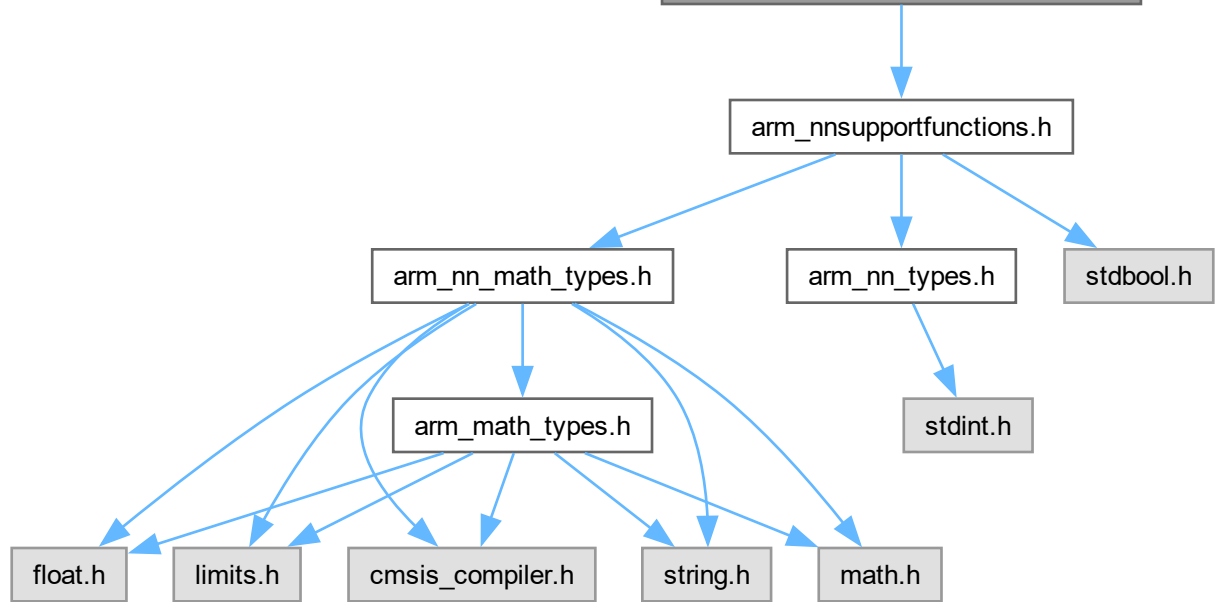 arm_nnsupportfunctions.h
arm_nn_math_types.h
arm_nn_types.h
stdbool.h
arm_math_types.h
stdint.h
float.h
limits.h
cmsis_compiler.h
string.h
math.h